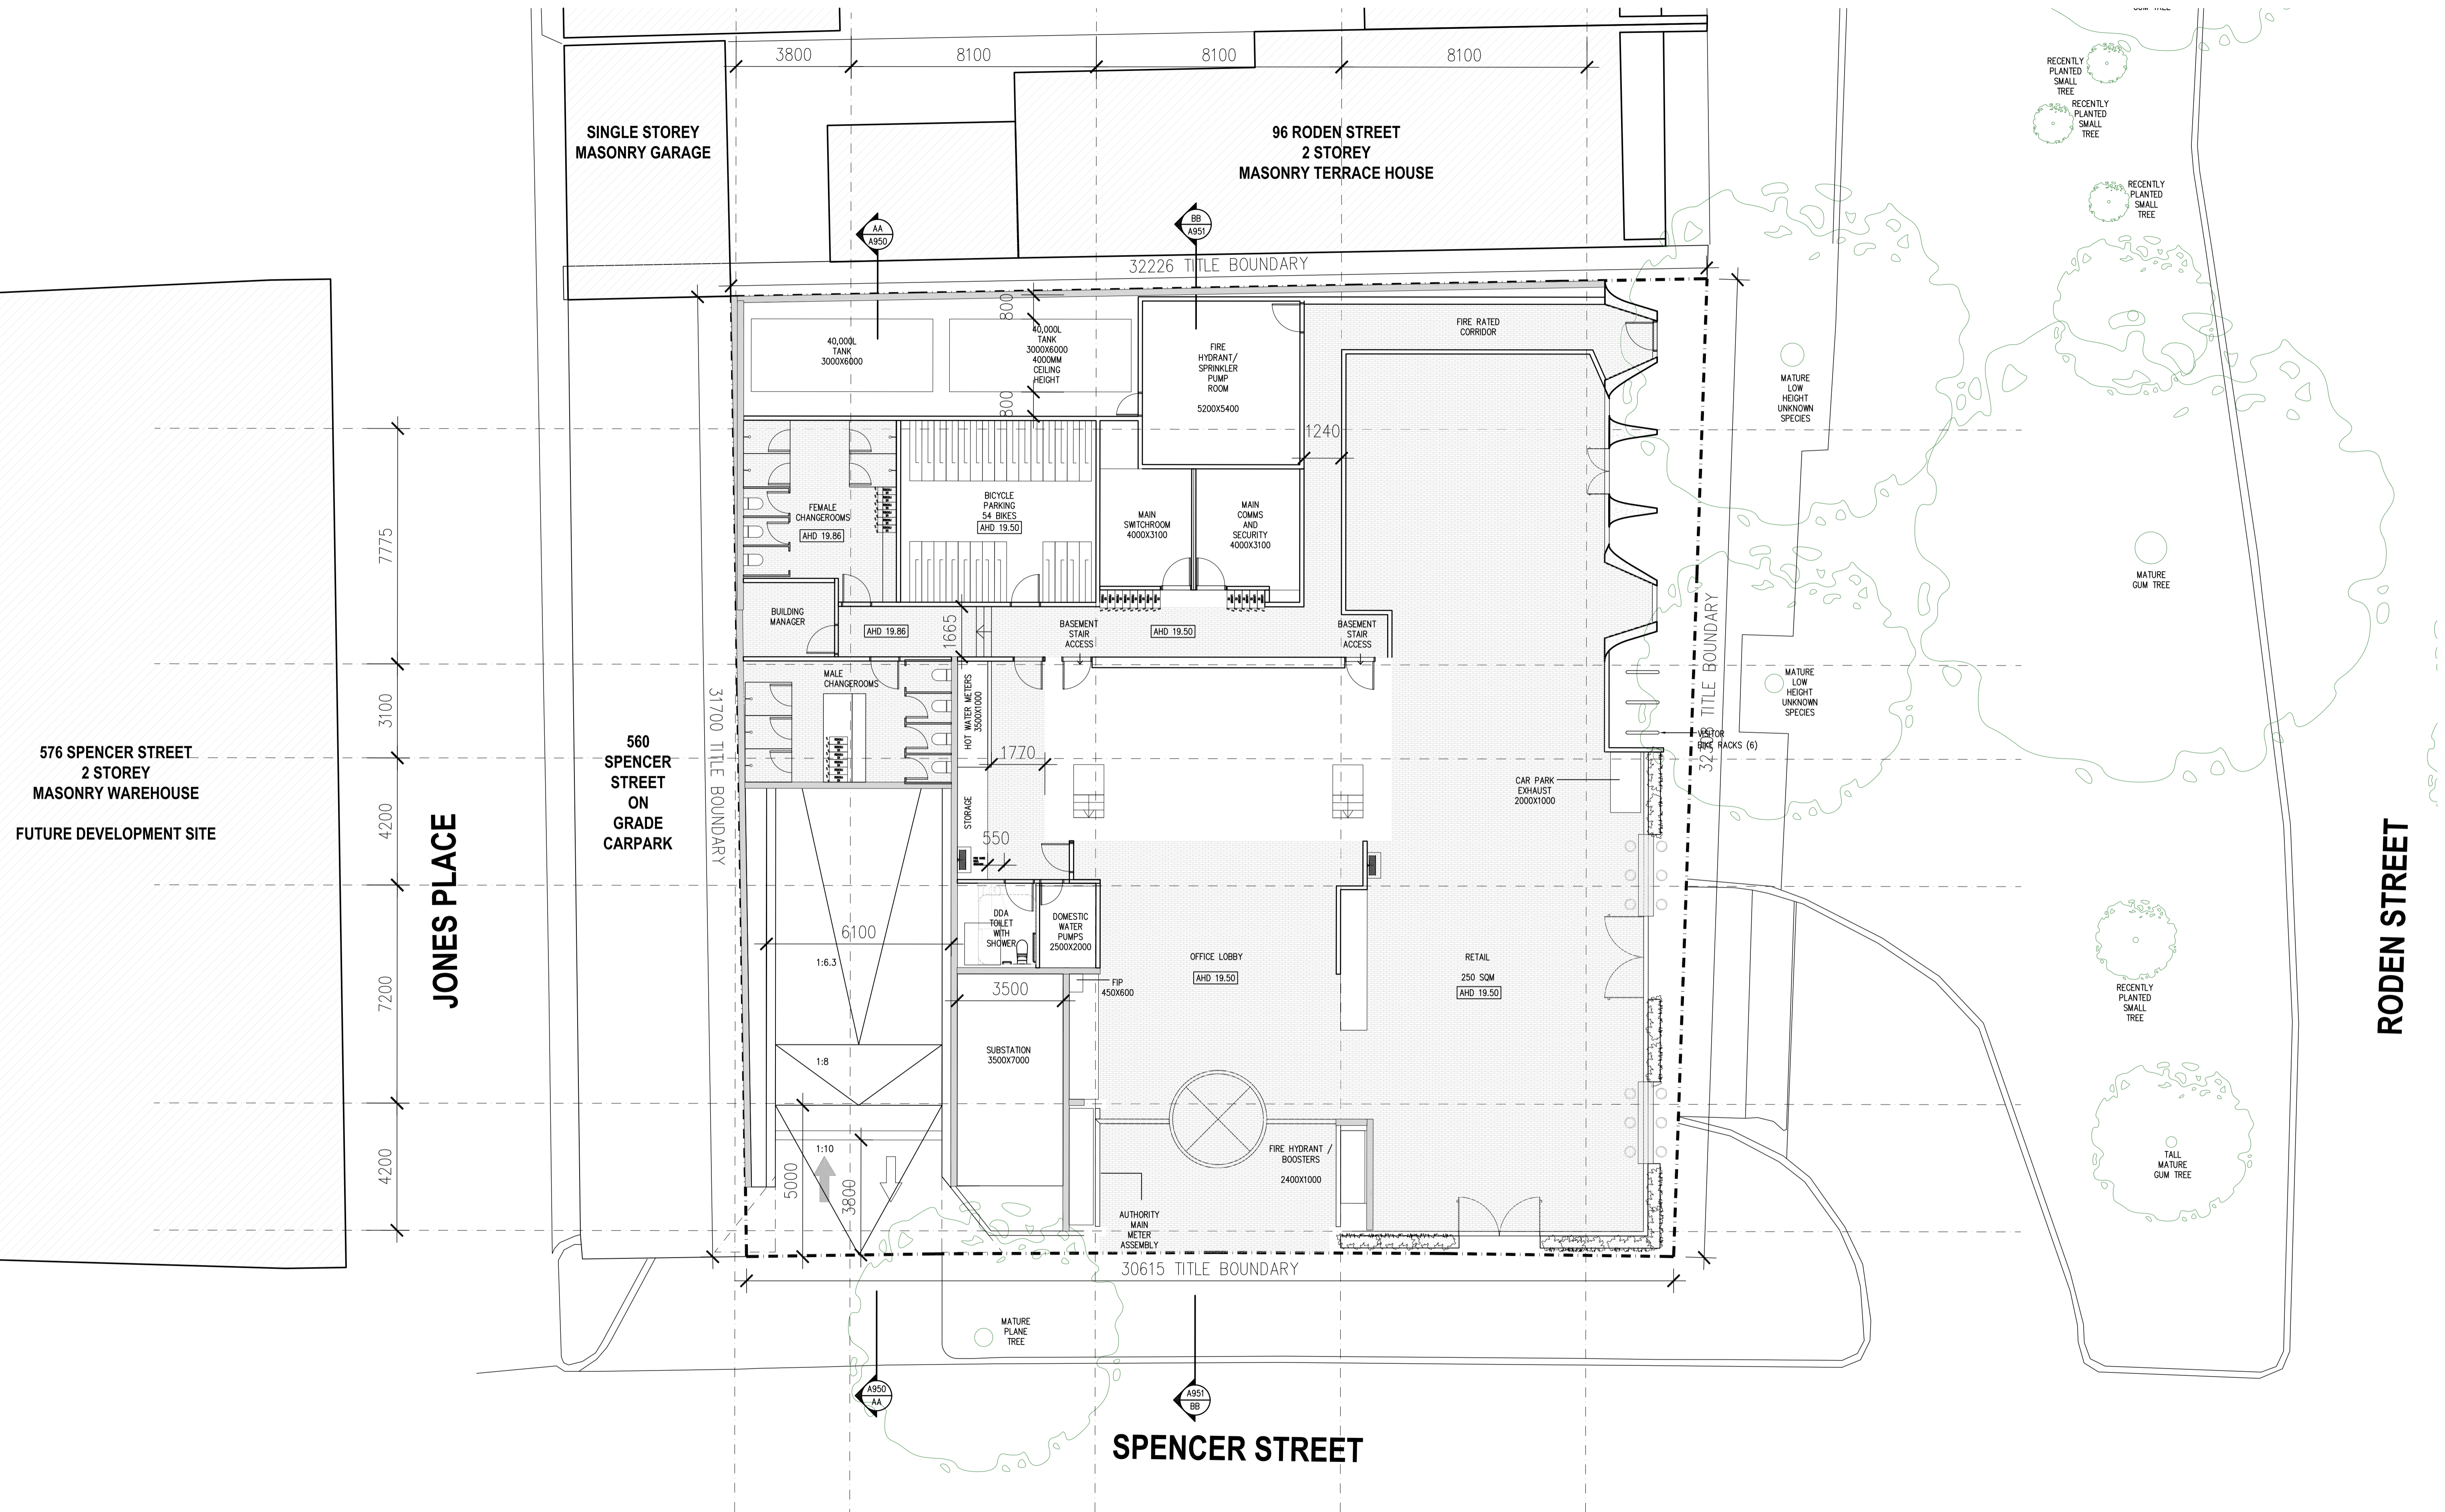 3800
8100
8100
8100
SINGLE STOREY
MASONRY GARAGE
96 RODEN STREET
2 STOREY
MASONRY TERRACE HOUSE
RECENTLY
PLANTED
SMALL
TREE
RECENTLY
PLANTED
SMALL
TREE
RECENTLY
PLANTED
SMALL
TREE
AA
A950
BB
A951
32226 TITLE BOUNDARY
800
40,000L
TANK
3000X6000
40,000L
TANK
3000X6000
4000MM
CEILING
HEIGHT
800
FIRE
HYDRANT/
SPRINKLER
PUMP
ROOM
5200X5400
FIRE RATED
CORRIDOR
MATURE
LOW
HEIGHT
UNKNOWN
SPECIES
1240
FEMALE
CHANGEROOMS
AHD 19.86
BICYCLE
PARKING
54 BIKES
AHD 19.50
MAIN
SWITCHROOM
4000X3100
MAIN
COMMS
AND
SECURITY
4000X3100
MATURE
GUM TREE
7775
BUILDING
MANAGER
AHD 19.86
1665
BASEMENT
STAIR
ACCESS
AHD 19.50
BASEMENT
STAIR
ACCESS
MALE
CHANGEROOMS
HOT WATER METERS
3500X1000
3100
31700 TITLE BOUNDARY
TITLE BOUNDARY
MATURE
LOW
HEIGHT
UNKNOWN
SPECIES
VISITOR
BIKE RACKS (6)
576 SPENCER STREET
2 STOREY
MASONRY WAREHOUSE
FUTURE DEVELOPMENT SITE
560
SPENCER
STREET
ON
GRADE
CARPARK
1770
CAR PARK
EXHAUST
2000X1000
4200
STORAGE
550
JONES PLACE
RODEN STREET
DDA
TOILET
WITH
SHOWER
DOMESTIC
WATER
PUMPS
2500X2000
6100
1:6.3
OFFICE LOBBY
AHD 19.50
RETAIL
250 SQM
AHD 19.50
7200
3500
FIP
450X600
RECENTLY
PLANTED
SMALL
TREE
SUBSTATION
3500X7000
1:8
1:10
5000
3800
4200
FIRE HYDRANT /
BOOSTERS
2400X1000
AUTHORITY
MAIN
METER
ASSEMBLY
TALL
MATURE
GUM TREE
30615 TITLE BOUNDARY
MATURE
PLANE
TREE
A950
AA
A951
BB
SPENCER STREET